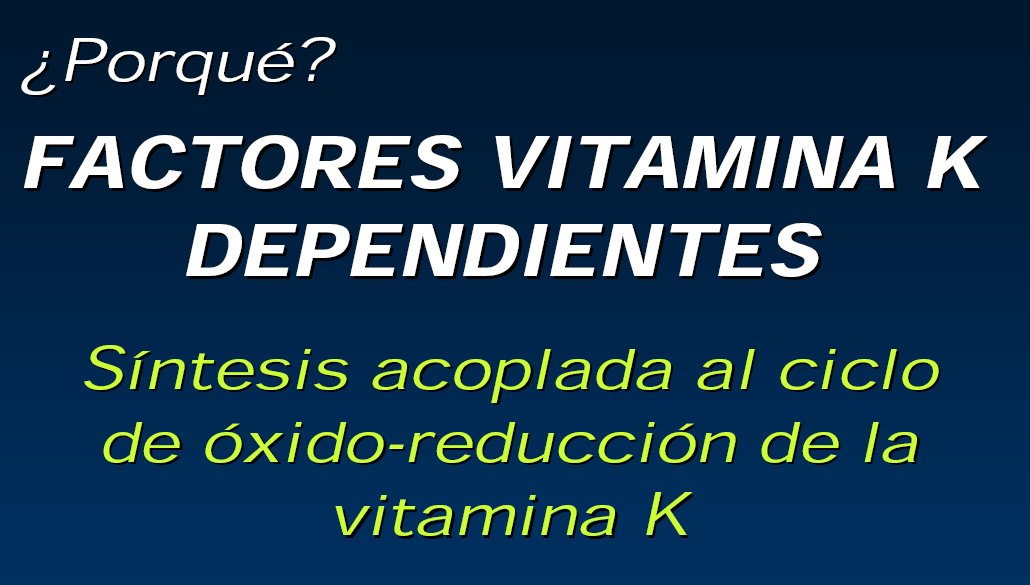 ¿Porqué?
FACTORES VITAMINA K
DEPENDIENTES
Síntesis acoplada al ciclo
de óxido-reducción de la
vitamina K